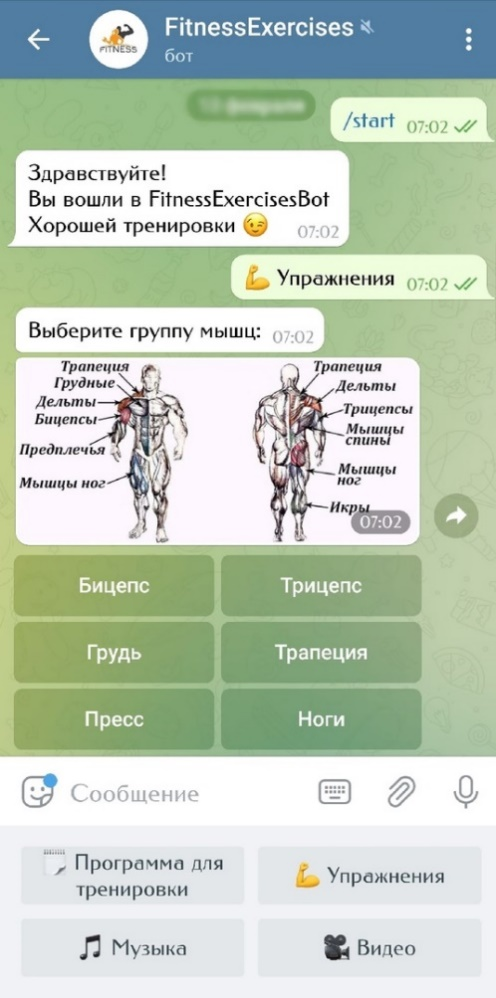 FitnessExercises
бот
FITNESS
/start 07:02
Здравствуйте!
Вы вошли в FitnessExercisesBot
Хорошей тренировки 😉 07:02
💪 Упражнения 07:02
Выберите группу мышц: 07:02
Трапеция
Грудные
Дельты
Бицепсы
Предплечья
Мышцы ног
Трапеция
Дельты
Трицепсы
Мышцы
спины
Мышцы
ног
Икры
07:02
Бицепс Трицепс
Грудь Трапеция
Пресс Ноги
Сообщение
Программа для
тренировки
💪 Упражнения
🎵 Музыка
🎥 Видео